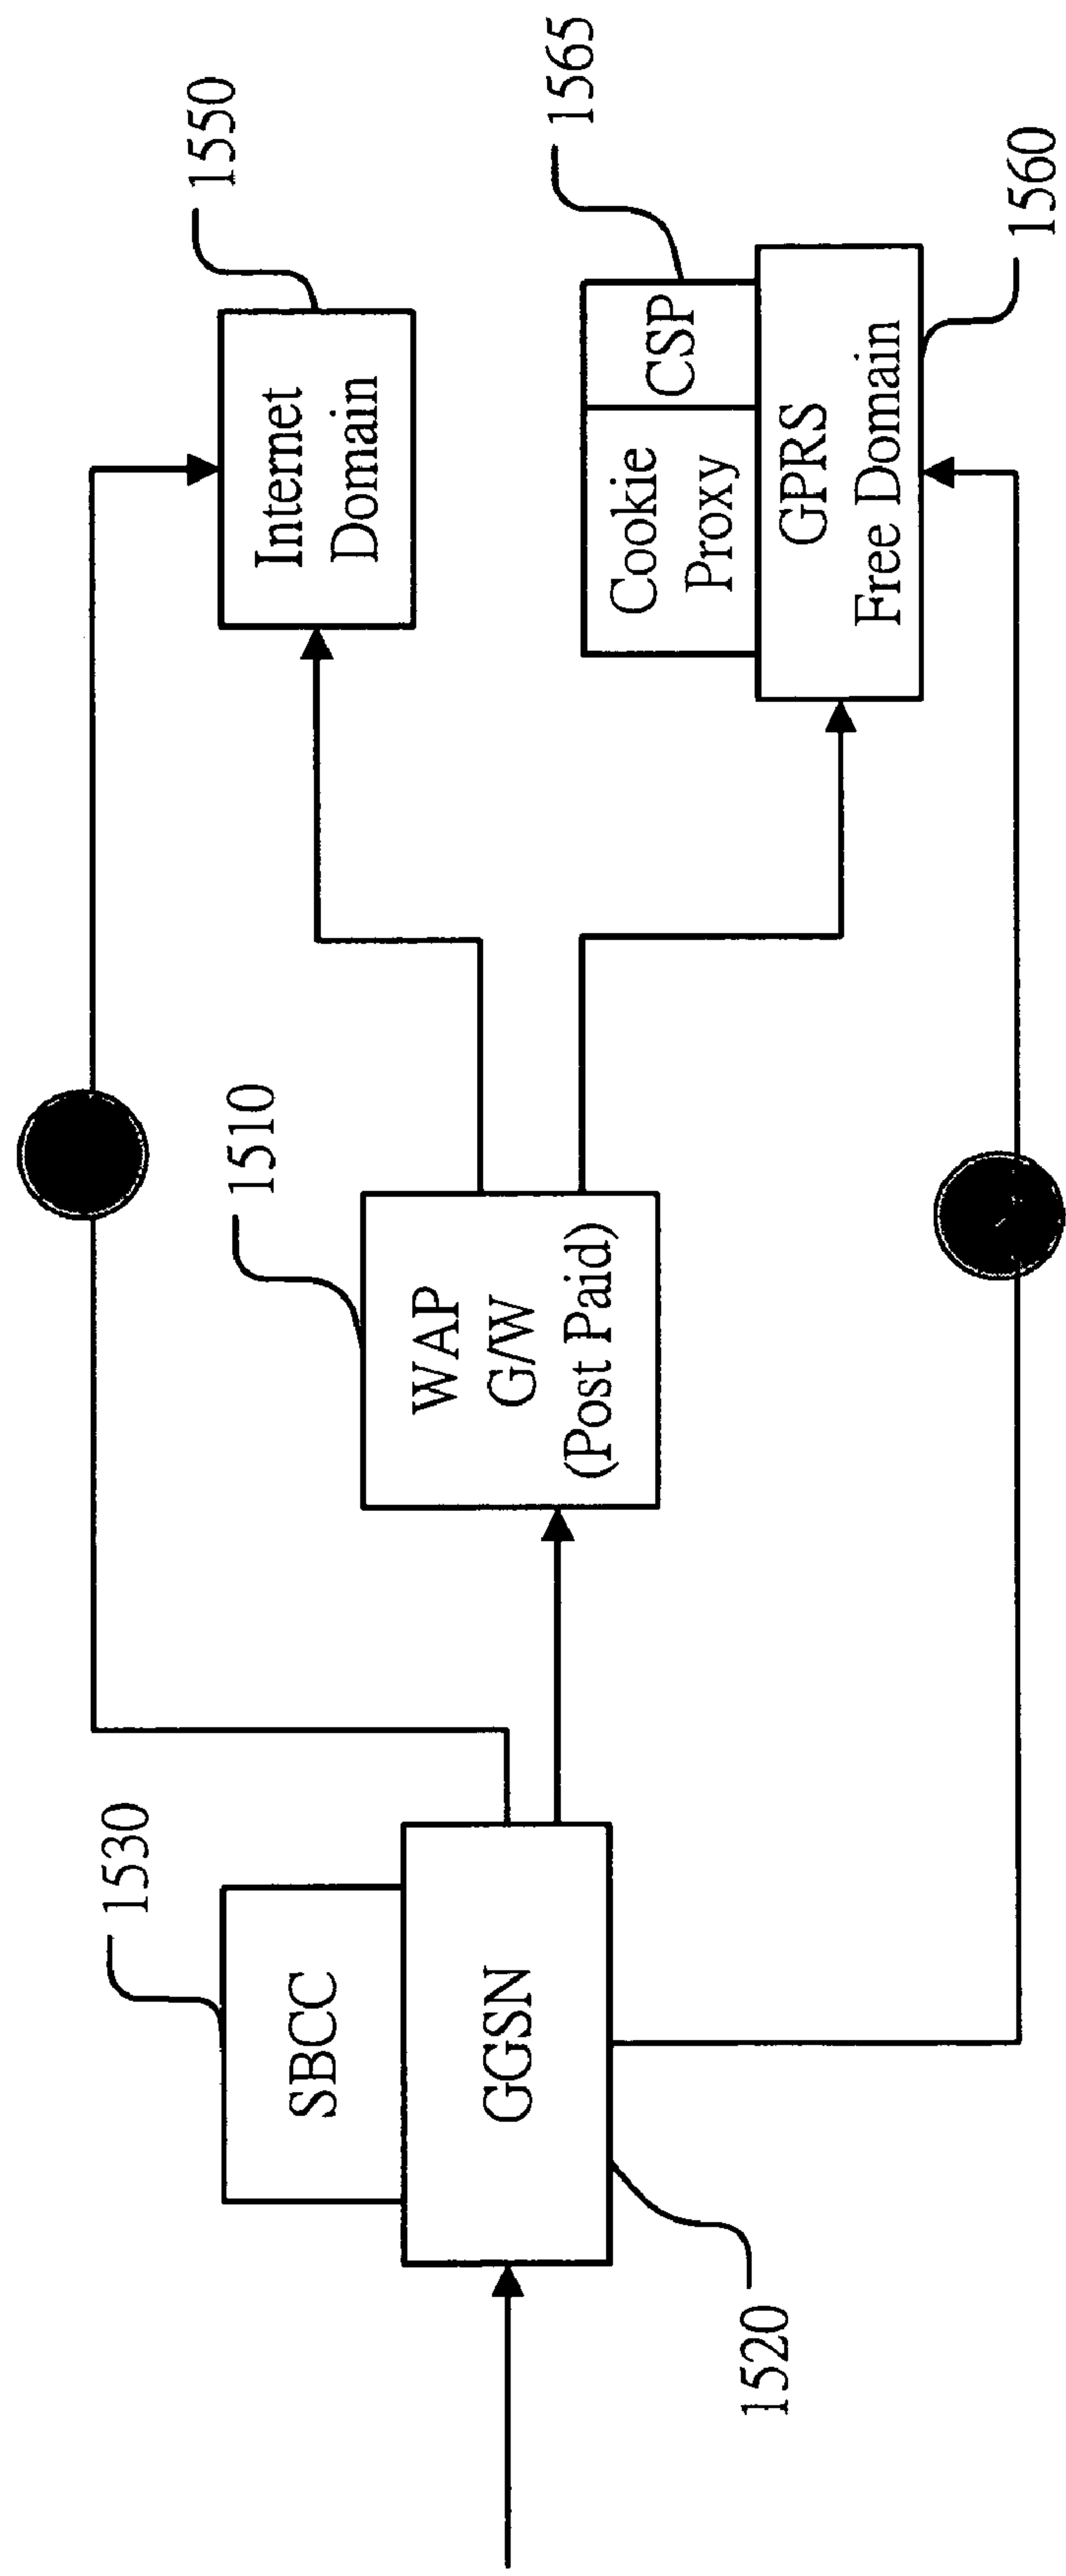 1530
SBCC
GGSN
1520
1510
WAP
G/W
(Post Paid)
1550
Internet
Domain
1565
Cookie
Proxy
CSP
GPRS
Free Domain
1560